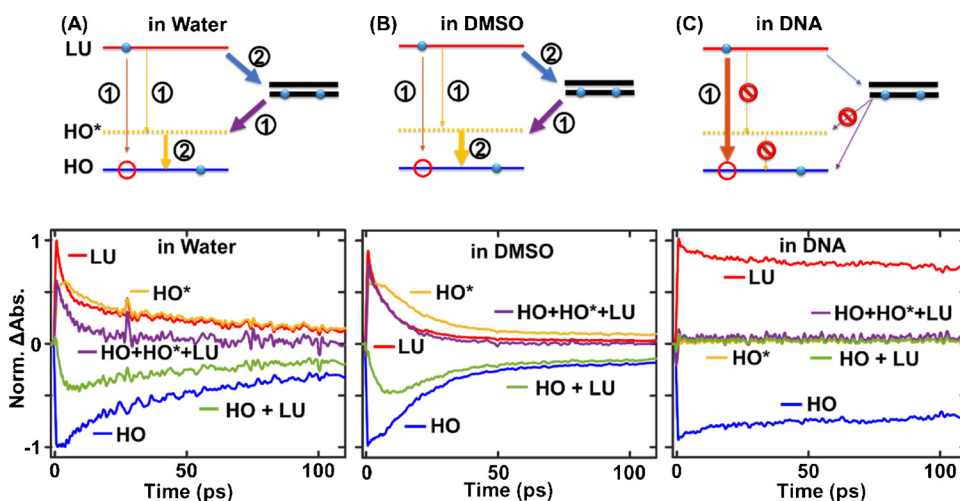 (A) in Water
(B) in DMSO
(C) in DNA
LU
HO*
HO
① ① ② ① ②
① ② ① ②
①
Norm. ΔAbs.
1
0
-1
in Water
LU
HO*
HO+HO*+LU
HO + LU
HO
0 50 100
Time (ps)
in DMSO
HO*
HO+HO*+LU
LU
HO + LU
HO
0 50 100
Time (ps)
in DNA
LU
HO+HO*+LU
HO*
HO + LU
HO
0 50 100
Time (ps)